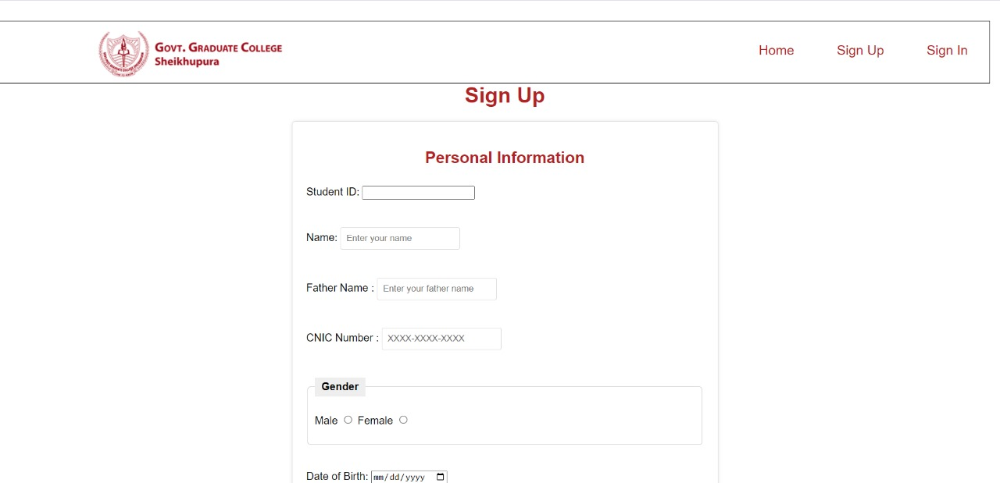 GOVT. GRADUATE COLLEGE
Sheikhupura
Home Sign Up Sign In
Sign Up
Personal Information
Student ID:
Name: Enter your name
Father Name : Enter your father name
CNIC Number : XXXX-XXXX-XXXX
Gender
Male Female
Date of Birth: mm/dd/yyyy